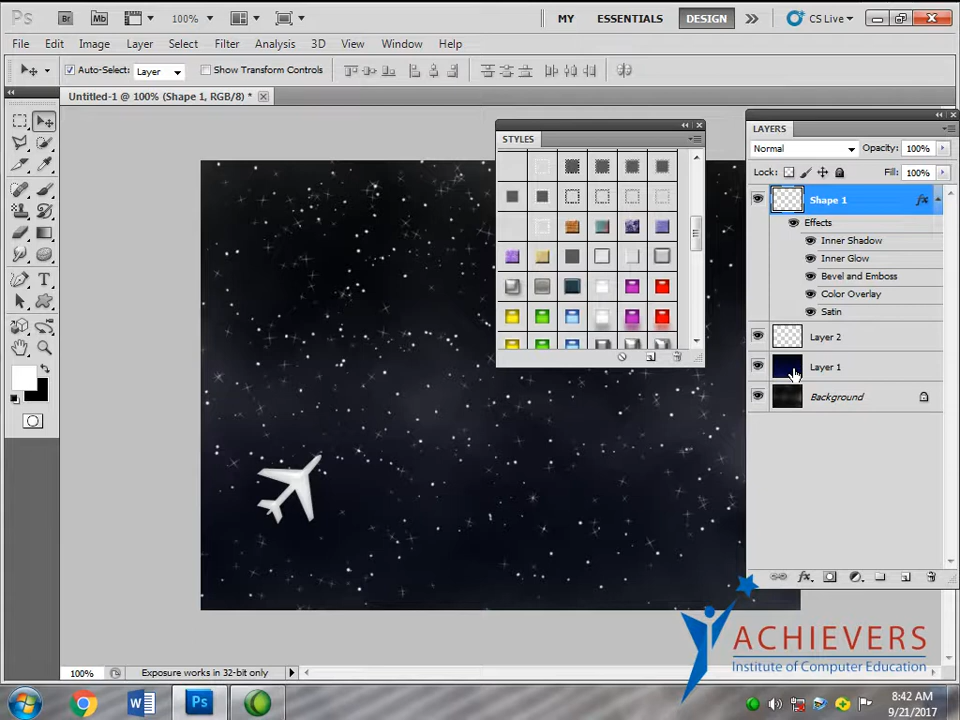 Ps Br Mb 100% MY ESSENTIALS DESIGN CS Live
File Edit Image Layer Select Filter Analysis 3D View Window Help
Auto-Select: Layer Show Transform Controls
Untitled-1 @ 100% (Shape 1, RGB/8) *
STYLES
LAYERS
Normal Opacity: 100%
Lock: Fill: 100%
Shape 1 fx
Effects
Inner Shadow
Inner Glow
Bevel and Emboss
Color Overlay
Satin
Layer 2
Layer 1
Background
fx
T
ACHIEVERS
Institute of Computer Education
100% Exposure works in 32-bit only
W Ps
8:42 AM
9/21/2017